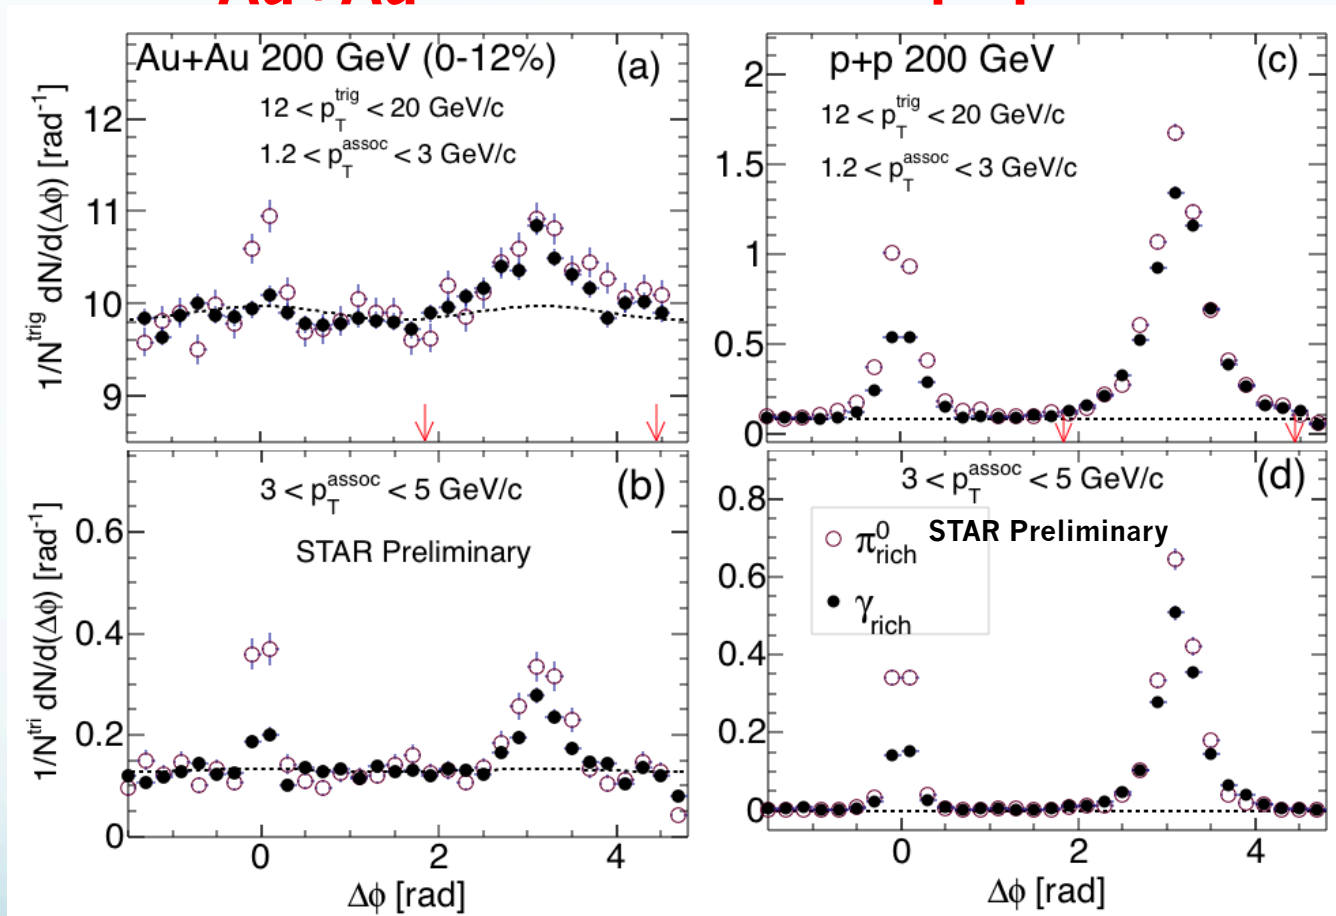 Au+Au
p+p
Au+Au 200 GeV (0-12%)
(a)
12 < p_T^trig < 20 GeV/c
1.2 < p_T^assoc < 3 GeV/c
1/N^trig dN/d(Δϕ) [rad^-1]
12
11
10
9
p+p 200 GeV
(c)
12 < p_T^trig < 20 GeV/c
1.2 < p_T^assoc < 3 GeV/c
2
1.5
1
0.5
0
3 < p_T^assoc < 5 GeV/c
(b)
STAR Preliminary
1/N^tri dN/d(Δϕ) [rad^-1]
0.6
0.4
0.2
0
0
2
4
Δϕ [rad]
3 < p_T^assoc < 5 GeV/c
(d)
STAR Preliminary
π^0_rich
γ_rich
0.8
0.6
0.4
0.2
0
0
2
4
Δϕ [rad]